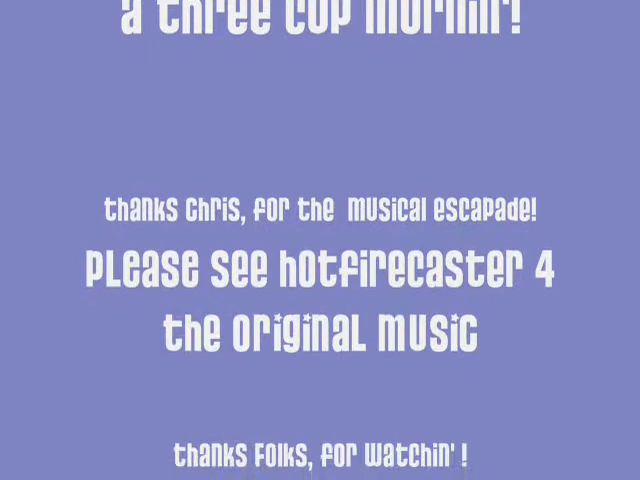 a three cup mornin'!
thanks Chris, for the musical escapade!
please see hotfirecaster 4
the original music
thanks Folks, for watchin' !